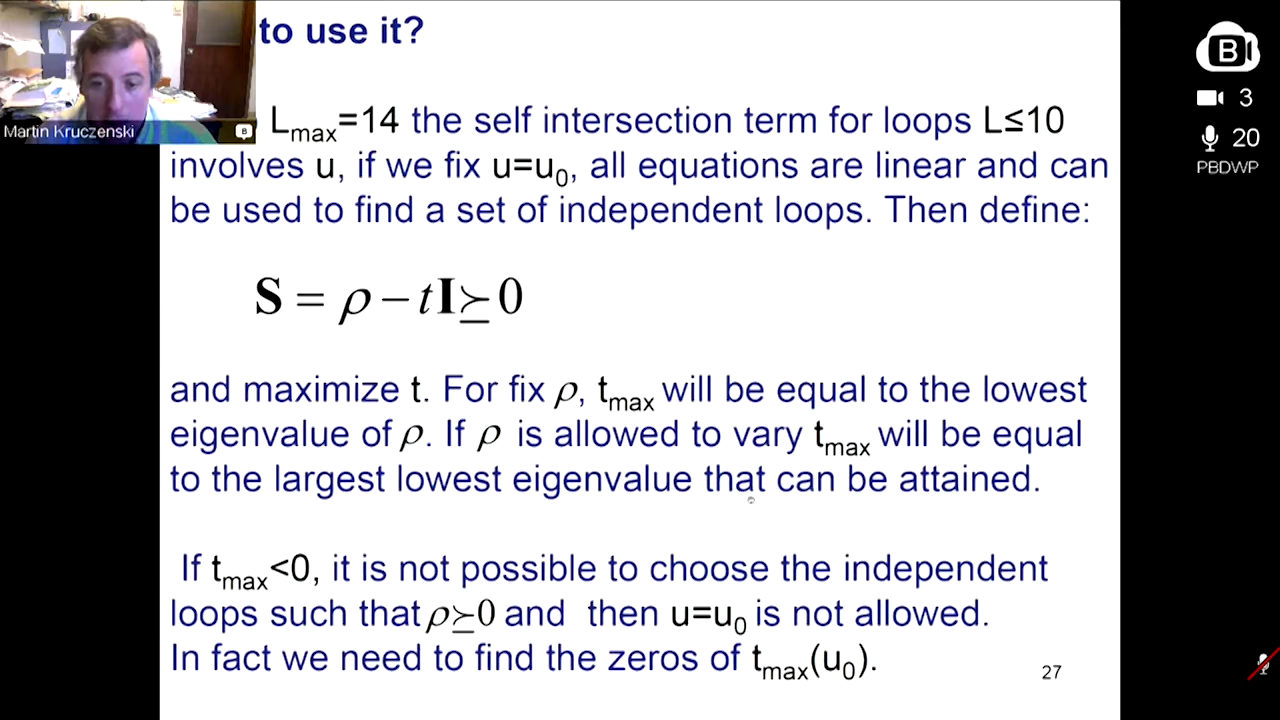 to use it?
Martin Kruczenski
B
B
3
20
PBDWP
Lmax=14 the self intersection term for loops L≤10
involves u, if we fix u=u0, all equations are linear and can
be used to find a set of independent loops. Then define:
S = ρ − tI⪰0
and maximize t. For fix ρ, tmax will be equal to the lowest
eigenvalue of ρ. If ρ is allowed to vary tmax will be equal
to the largest lowest eigenvalue that can be attained.
If tmax<0, it is not possible to choose the independent
loops such that ρ⪰0 and then u=u0 is not allowed.
In fact we need to find the zeros of tmax(u0).
27